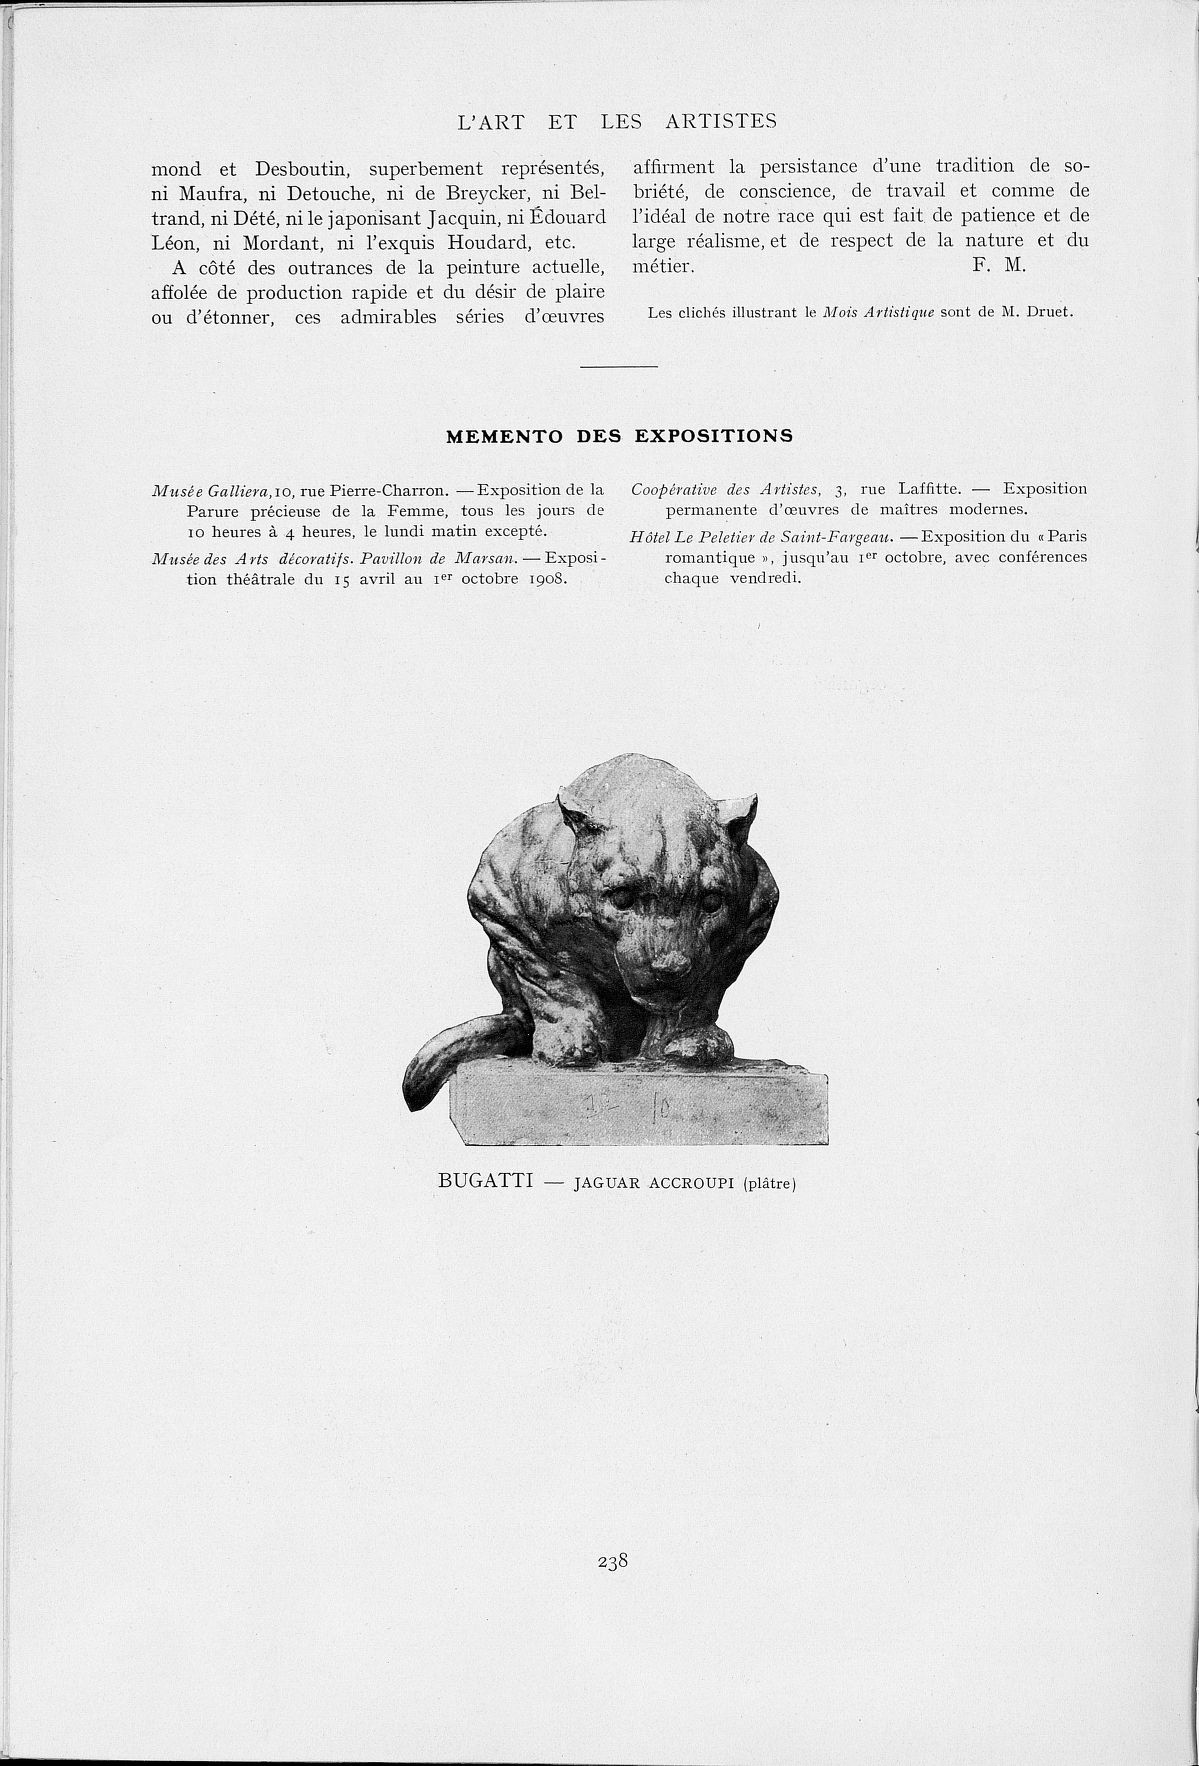 L'ART ET LES ARTISTES
mond et Desboutin, superbement représentés,
ni Maufra, ni Detouche, ni de Breycker, ni Bel-
trand, ni Dété, ni le japonisant Jacquin, ni Édouard
Léon, ni Mordant, ni l'exquis Houdard, etc.
A côté des outrances de la peinture actuelle,
affolée de production rapide et du désir de plaire
ou d'étonner, ces admirables séries d'œuvres
affirment la persistance d'une tradition de so-
briété, de conscience, de travail et comme de
l'idéal de notre race qui est fait de patience et de
large réalisme, et de respect de la nature et du
métier. F. M.
Les clichés illustrant le Mois Artistique sont de M. Druet.
MEMENTO DES EXPOSITIONS
Musée Galliera, 10, rue Pierre-Charron. — Exposition de la
Parure précieuse de la Femme, tous les jours de
10 heures à 4 heures, le lundi matin excepté.
Musée des Arts décoratifs. Pavillon de Marsan. — Exposi-
tion théâtrale du 15 avril au 1er octobre 1908.
Coopérative des Artistes, 3, rue Laffitte. — Exposition
permanente d'œuvres de maîtres modernes.
Hôtel Le Peletier de Saint-Fargeau. — Exposition du « Paris
romantique », jusqu'au 1er octobre, avec conférences
chaque vendredi.
BUGATTI — JAGUAR ACCROUPI (plâtre)
238